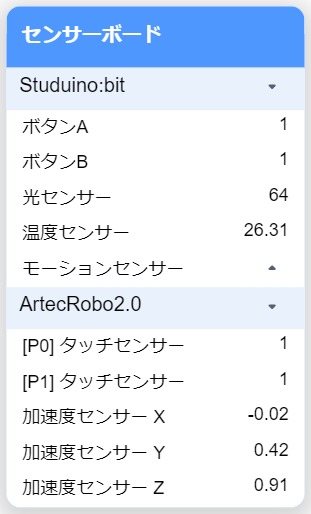 センサーボード
Studuino:bit
ボタンA 1
ボタンB 1
光センサー 64
温度センサー 26.31
モーションセンサー
ArtecRobo2.0
[P0] タッチセンサー 1
[P1] タッチセンサー 1
加速度センサー X -0.02
加速度センサー Y 0.42
加速度センサー Z 0.91